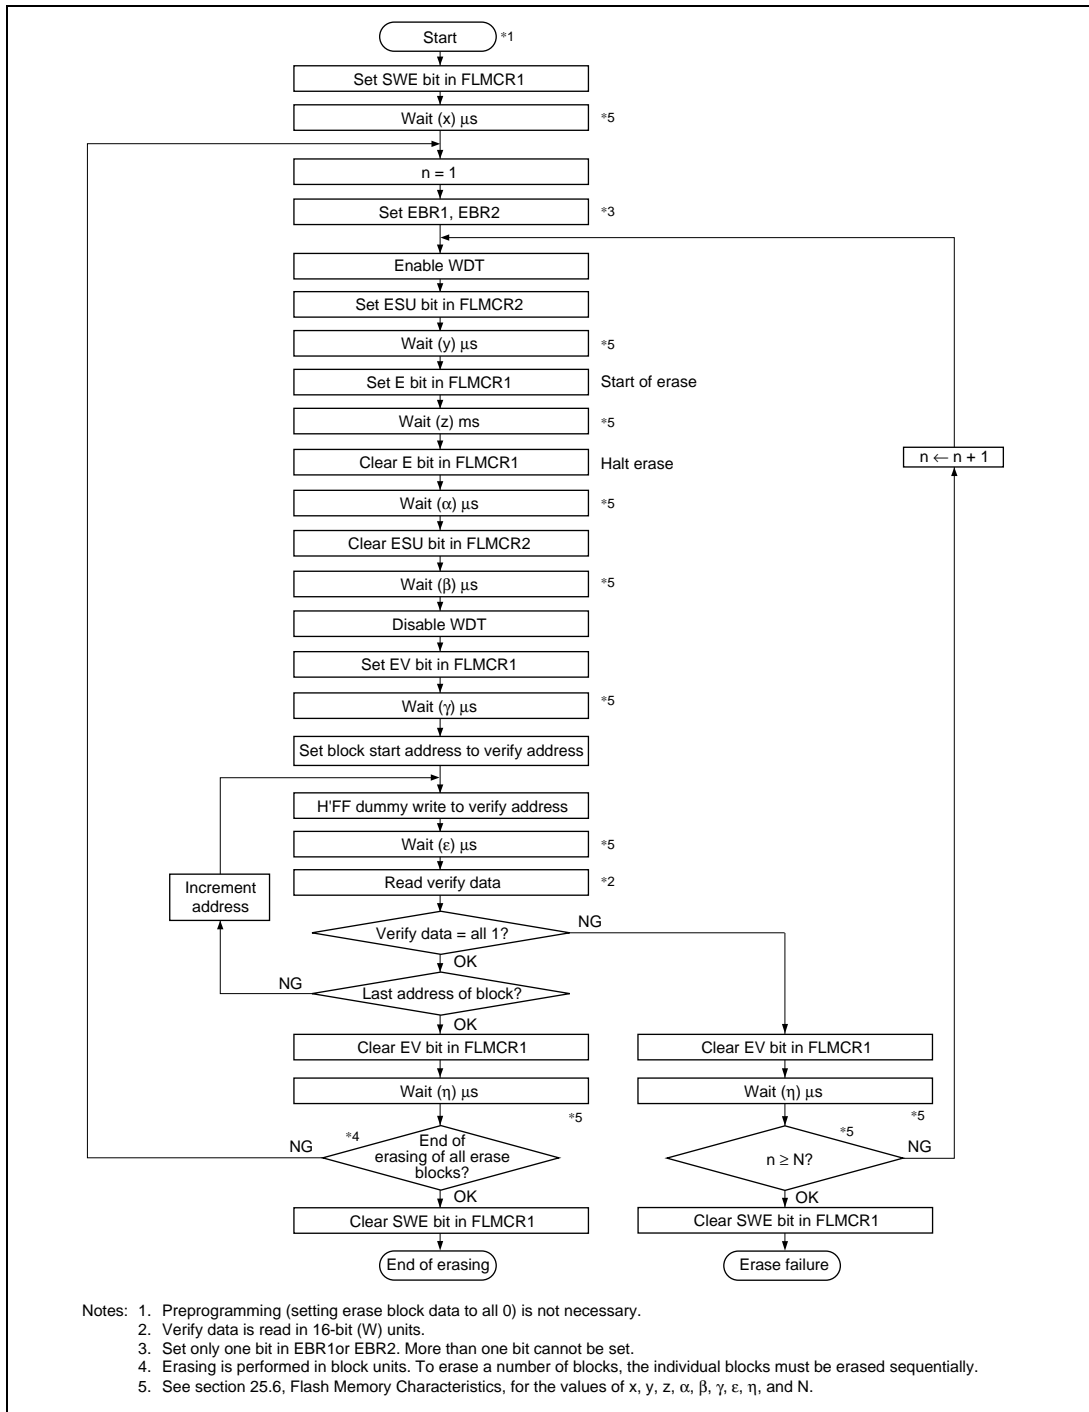 Start *1
Set SWE bit in FLMCR1
Wait (x) μs *5
n = 1
Set EBR1, EBR2 *3
Enable WDT
Set ESU bit in FLMCR2
Wait (y) μs *5
Set E bit in FLMCR1 Start of erase
Wait (z) ms *5
n ← n + 1
Clear E bit in FLMCR1 Halt erase
Wait (α) μs *5
Clear ESU bit in FLMCR2
Wait (β) μs *5
Disable WDT
Set EV bit in FLMCR1
Wait (γ) μs *5
Set block start address to verify address
H'FF dummy write to verify address
Wait (ε) μs *5
Increment
address
Read verify data *2
Verify data = all 1?
NG
OK
NG
Last address of block?
OK
Clear EV bit in FLMCR1
Clear EV bit in FLMCR1
Wait (η) μs
*5
Wait (η) μs
*5
NG
*4
End of
erasing of all erase
blocks?
OK
*5
n ≥ N?
NG
OK
Clear SWE bit in FLMCR1
Clear SWE bit in FLMCR1
End of erasing
Erase failure
Notes: 1. Preprogramming (setting erase block data to all 0) is not necessary.
2. Verify data is read in 16-bit (W) units.
3. Set only one bit in EBR1or EBR2. More than one bit cannot be set.
4. Erasing is performed in block units. To erase a number of blocks, the individual blocks must be erased sequentially.
5. See section 25.6, Flash Memory Characteristics, for the values of x, y, z, α, β, γ, ε, η, and N.